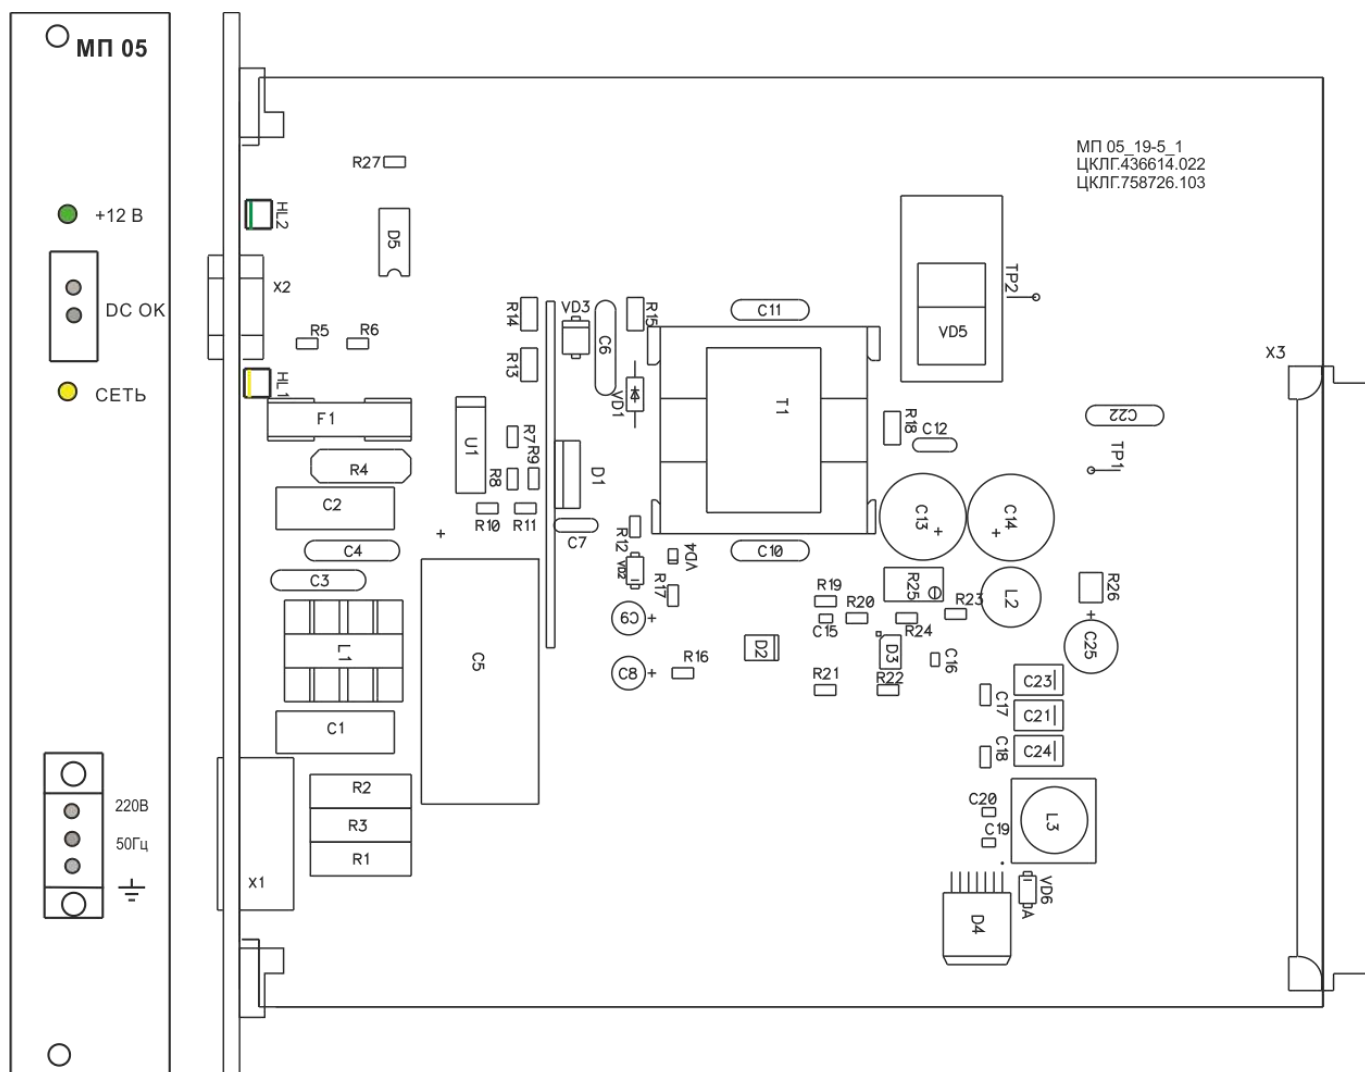 МП 05
+12 В
DC OK
СЕТЬ
220В
50Гц
МП 05_19-5_1
ЦКЛГ.436614.022
ЦКЛГ.758726.103
R27
HL2
D5
X2
R5
R6
HL1
F1
R4
C2
C4
C3
L1
C1
R2
R3
R1
X1
R14
VD3
C6
R15
R13
VD1
U1
R7
R9
R8
D1
R10
R11
C7
+
C5
R12
VD2
VD4
R17
C9
+
C8
+
R16
C11
T1
C10
TP2
VD5
X3
R18
C12
C22
TP1
C13
+
C14
+
R19
R20
C15
R25
R23
R24
L2
R26
+
C25
D2
D3
C16
R21
R22
C17
C23
C21
C18
C24
C20
C19
L3
VD6
A
D4